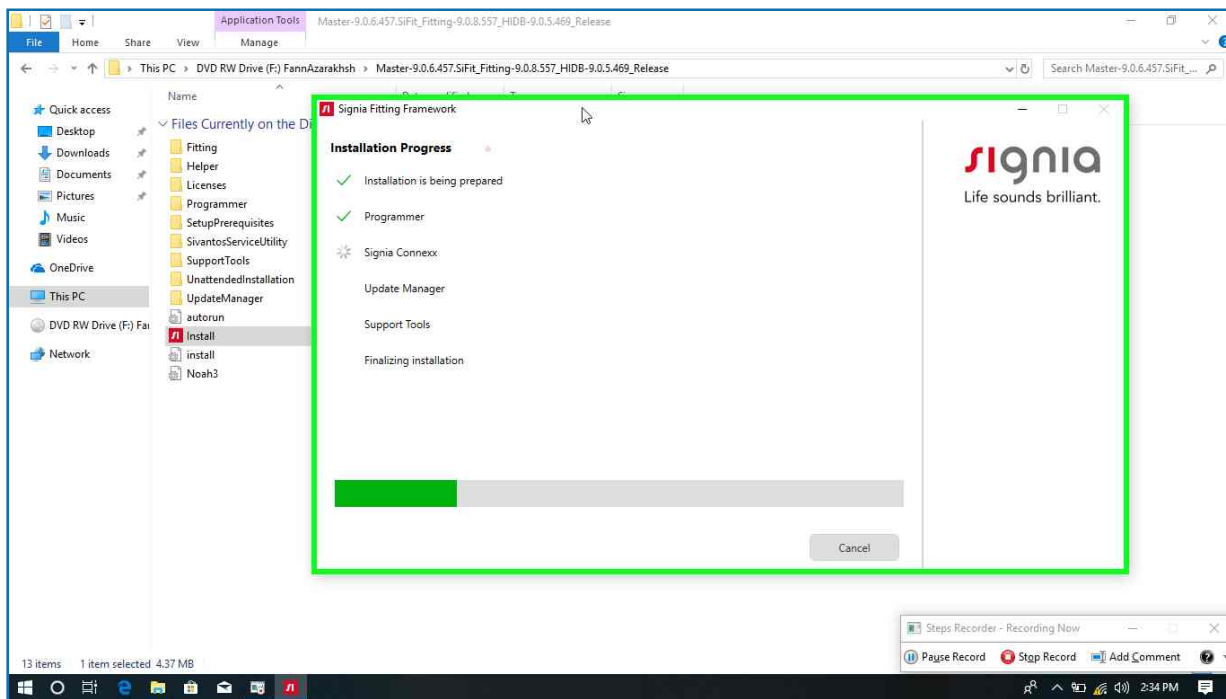 Application Tools
Master-9.0.6.457.SiFit_Fitting-9.0.8.557_HIDB-9.0.5.469_Release
File
Home
Share
View
Manage
This PC > DVD RW Drive (F:) FannAzarakhsh > Master-9.0.6.457.SiFit_Fitting-9.0.8.557_HIDB-9.0.5.469_Release
Search Master-9.0.6.457.SiFit_...
Quick access
Desktop
Downloads
Documents
Pictures
Music
Videos
OneDrive
This PC
DVD RW Drive (F:) Fa
Network
Name
Files Currently on the Di
Fitting
Helper
Licenses
Programmer
SetupPrerequisites
SivantosServiceUtility
SupportTools
UnattendedInstallation
UpdateManager
autorun
Install
install
Noah3
Signia Fitting Framework
Installation Progress
Installation is being prepared
Programmer
Signia Connexx
Update Manager
Support Tools
Finalizing installation
Cancel
signia
Life sounds brilliant.
Steps Recorder - Recording Now
Pause Record
Stop Record
Add Comment
13 items
1 item selected 4.37 MB
2:34 PM